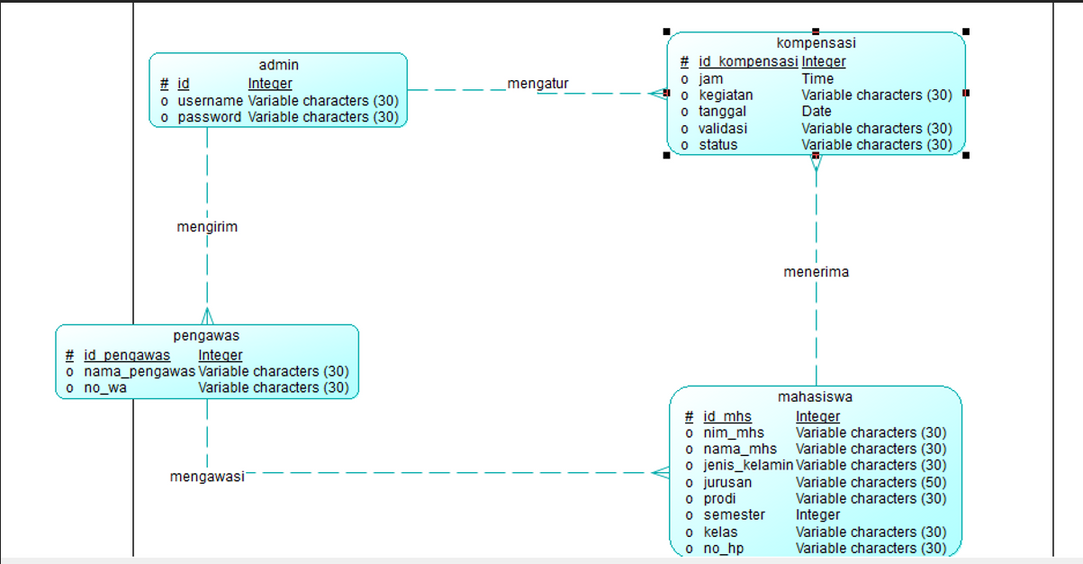 admin
# id Integer
o username Variable characters (30)
o password Variable characters (30)
mengatur
kompensasi
# id_kompensasi Integer
o jam Time
o kegiatan Variable characters (30)
o tanggal Date
o validasi Variable characters (30)
o status Variable characters (30)
mengirim
menerima
pengawas
# id_pengawas Integer
o nama_pengawas Variable characters (30)
o no_wa Variable characters (30)
mengawasi
mahasiswa
# id_mhs Integer
o nim_mhs Variable characters (30)
o nama_mhs Variable characters (30)
o jenis_kelamin Variable characters (30)
o jurusan Variable characters (50)
o prodi Variable characters (30)
o semester Integer
o kelas Variable characters (30)
o no_hp Variable characters (30)